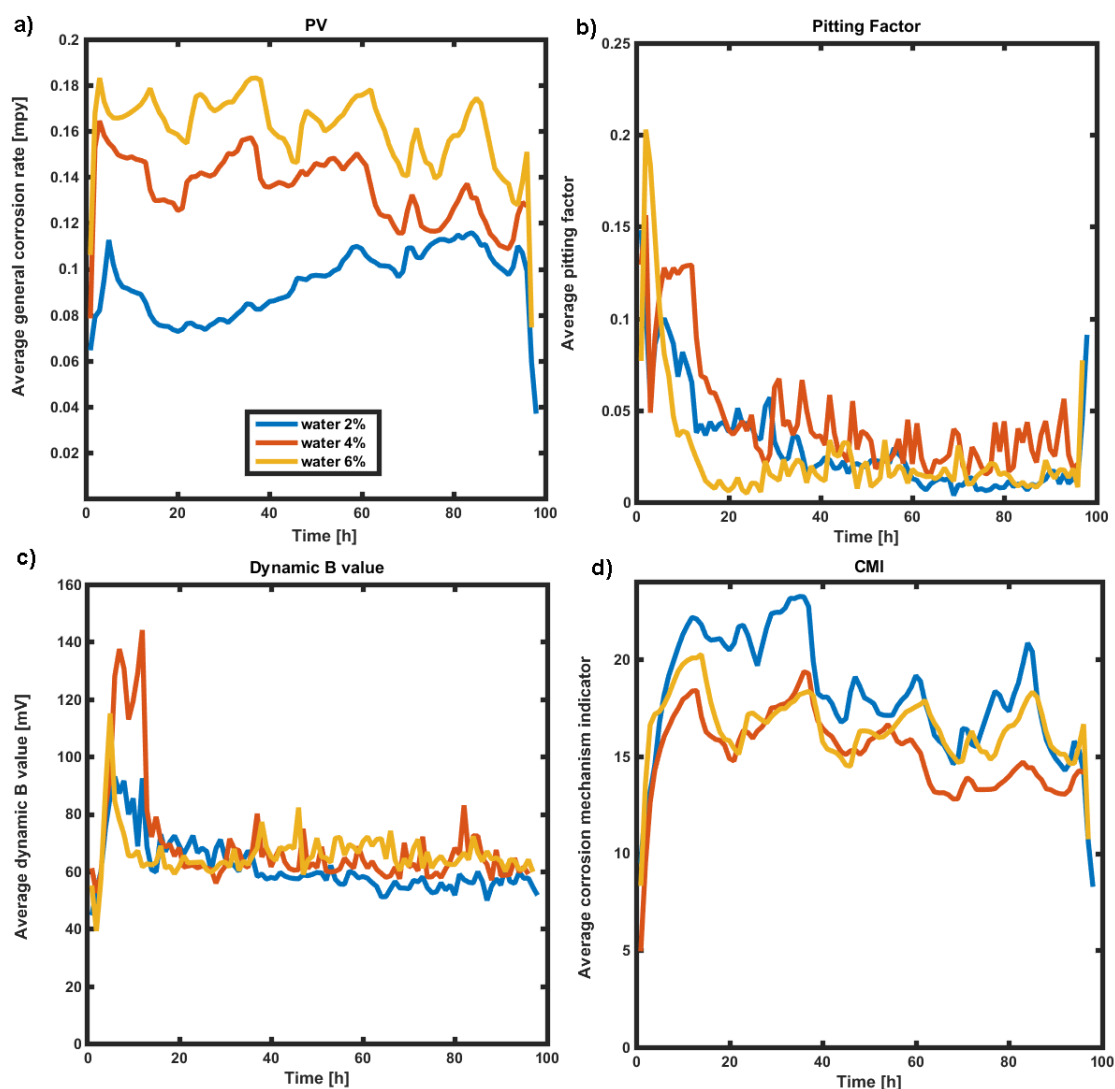 a)
PV
0.2
0.18
0.16
0.14
0.12
0.1
0.08
0.06
0.04
0.02
Average general corrosion rate [mpy]
water 2%
water 4%
water 6%
0 20 40 60 80 100
Time [h]
b)
Pitting Factor
0.25
0.2
0.15
0.1
0.05
0
Average pitting factor
0 20 40 60 80 100
Time [h]
c)
Dynamic B value
160
140
120
100
80
60
40
20
0
Average dynamic B value [mV]
0 20 40 60 80 100
Time [h]
d)
CMI
20
15
10
5
0
Average corrosion mechanism indicator
0 20 40 60 80 100
Time [h]